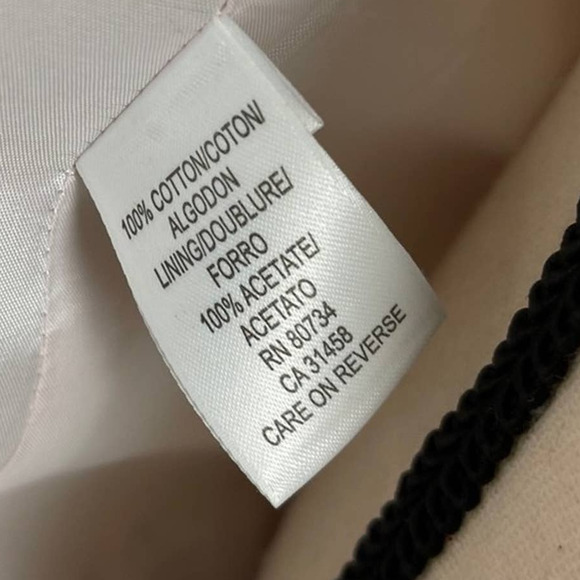 100% COTTON/COTON/
ALGODON
LINING/DOUBLURE/
FORRO
100% ACETATE/
ACETATO
RN 80734
CA 31458
CARE ON REVERSE